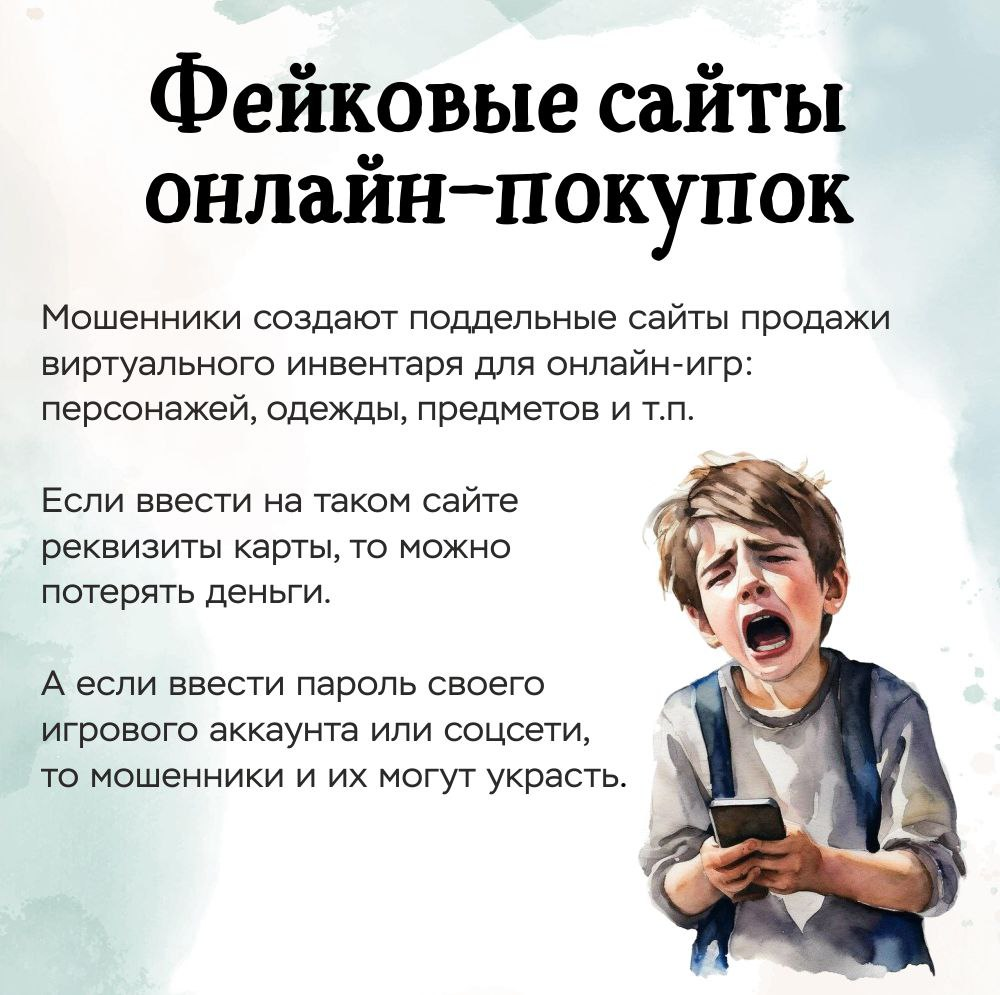 Фейковые сайты
онлайн-покупок
Мошенники создают поддельные сайты продажи
виртуального инвентаря для онлайн-игр:
персонажей, одежды, предметов и т.п.
Если ввести на таком сайте
реквизиты карты, то можно
потерять деньги.
А если ввести пароль своего
игрового аккаунта или соцсети,
то мошенники и их могут украсть.